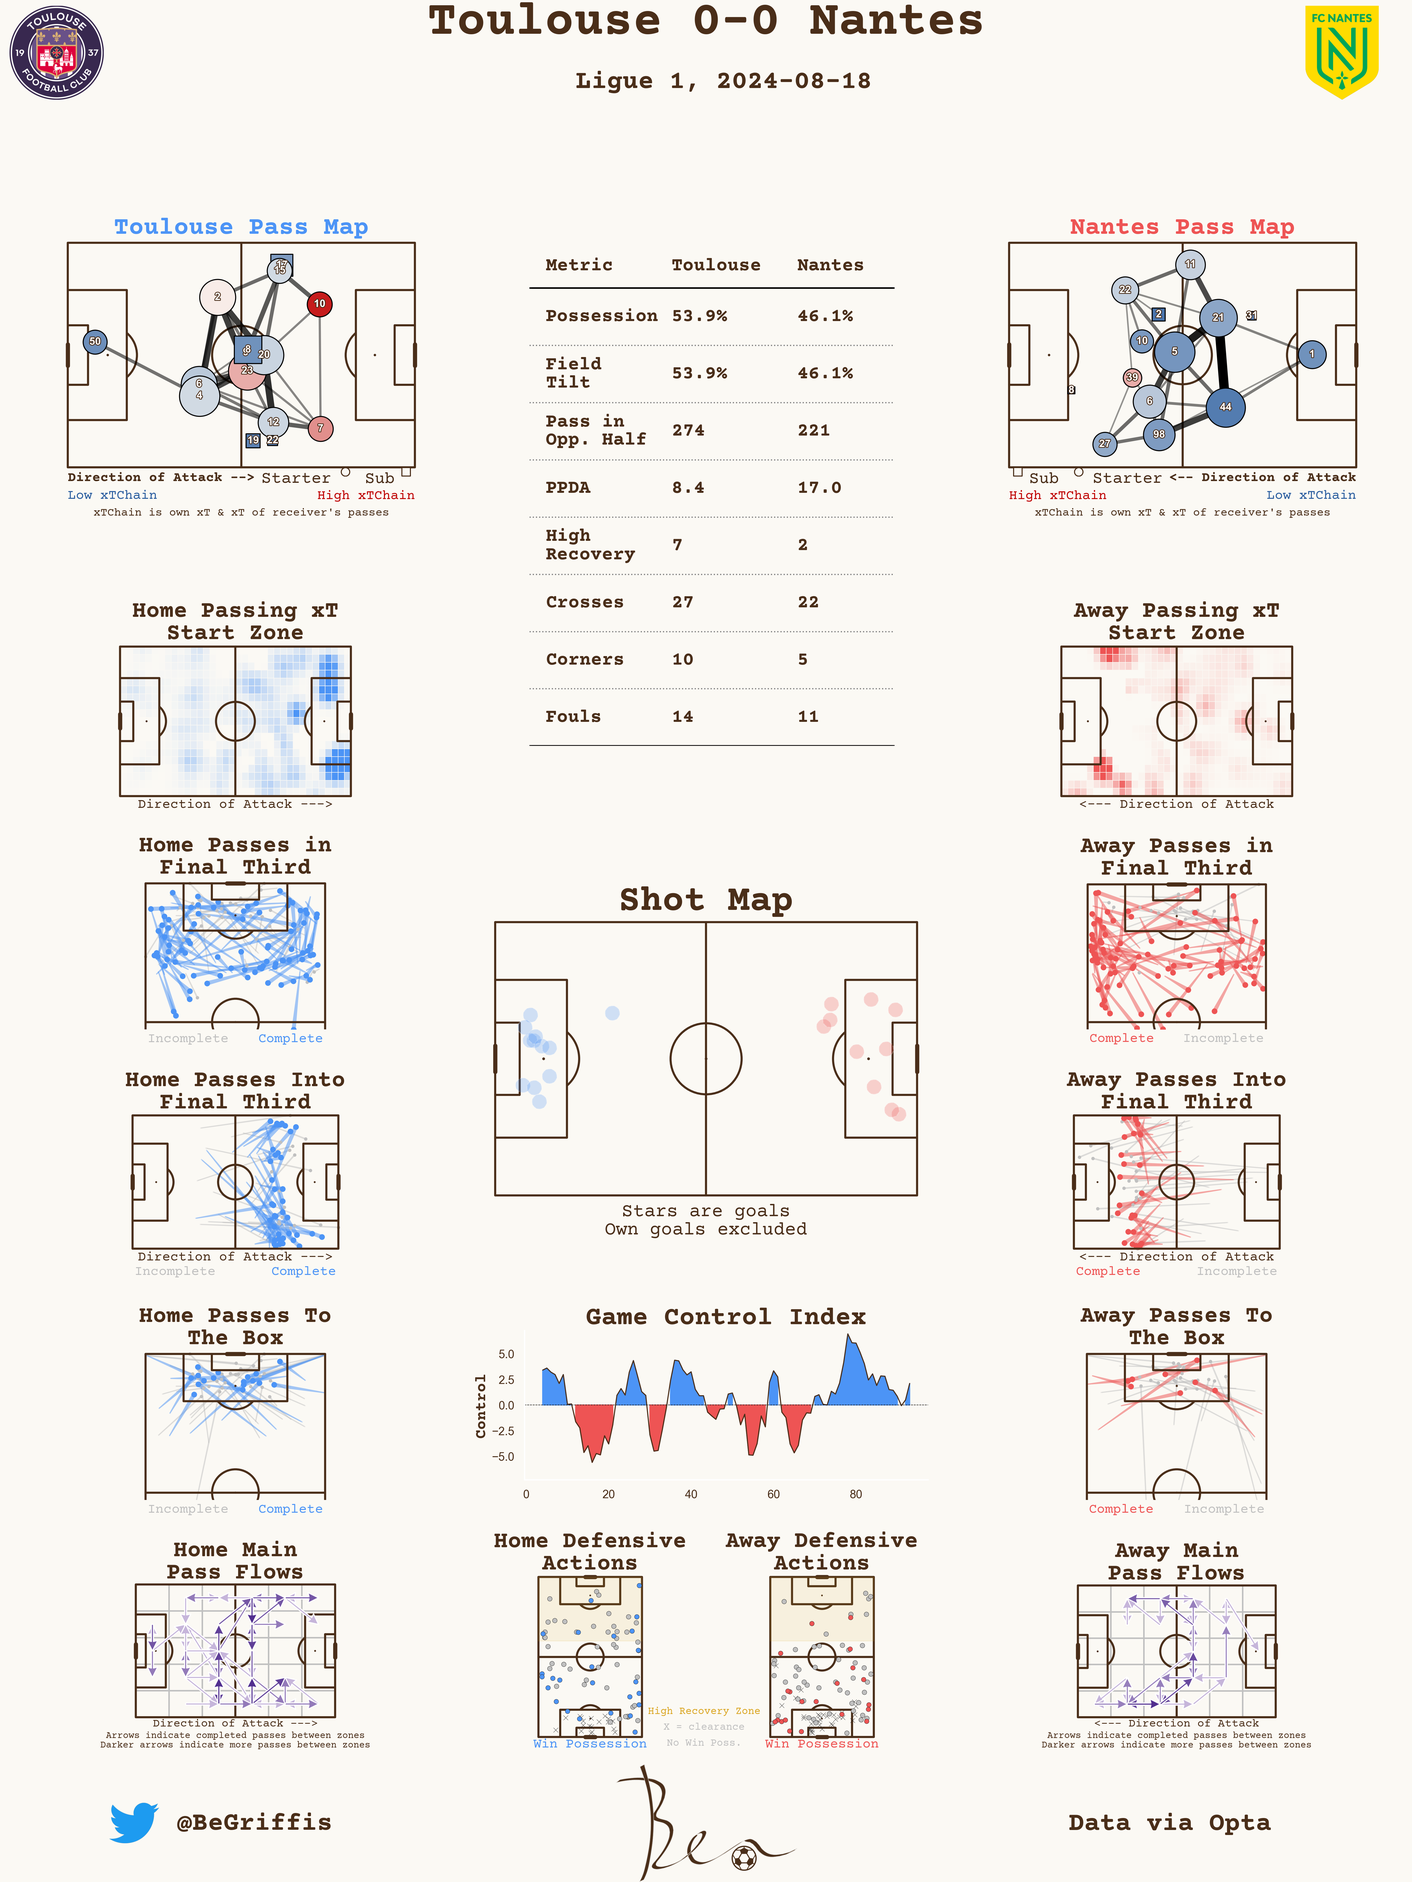 Toulouse 0-0 Nantes
Ligue 1, 2024-08-18
TOULOUSE
19 37
FOOTBALL CLUB
FC NANTES
Toulouse Pass Map
17
15
2
10
50
8
20
23
6
4
12
7
19
22
Direction of Attack --> Starter Sub
Low xTChain High xTChain
xTChain is own xT & xT of receiver's passes
Metric Toulouse Nantes
Possession 53.9% 46.1%
Field
Tilt 53.9% 46.1%
Pass in
Opp. Half 274 221
PPDA 8.4 17.0
High
Recovery 7 2
Crosses 27 22
Corners 10 5
Fouls 14 11
Nantes Pass Map
11
22
2
21
31
10
5
1
39
8
6
44
98
27
Sub Starter <-- Direction of Attack
High xTChain Low xTChain
xTChain is own xT & xT of receiver's passes
Home Passing xT
Start Zone
Direction of Attack --->
Away Passing xT
Start Zone
<--- Direction of Attack
Home Passes in
Final Third
Incomplete Complete
Away Passes in
Final Third
Complete Incomplete
Shot Map
Stars are goals
Own goals excluded
Home Passes Into
Final Third
Direction of Attack --->
Incomplete Complete
Away Passes Into
Final Third
<--- Direction of Attack
Complete Incomplete
Home Passes To
The Box
Incomplete Complete
Game Control Index
Control
5.0
2.5
0.0
−2.5
−5.0
0 20 40 60 80
Away Passes To
The Box
Complete Incomplete
Home Main
Pass Flows
Direction of Attack --->
Arrows indicate completed passes between zones
Darker arrows indicate more passes between zones
Home Defensive
Actions
Win Possession
Away Defensive
Actions
Win Possession
High Recovery Zone
X = clearance
No Win Poss.
Away Main
Pass Flows
<--- Direction of Attack
Arrows indicate completed passes between zones
Darker arrows indicate more passes between zones
@BeGriffis
Ben
Data via Opta